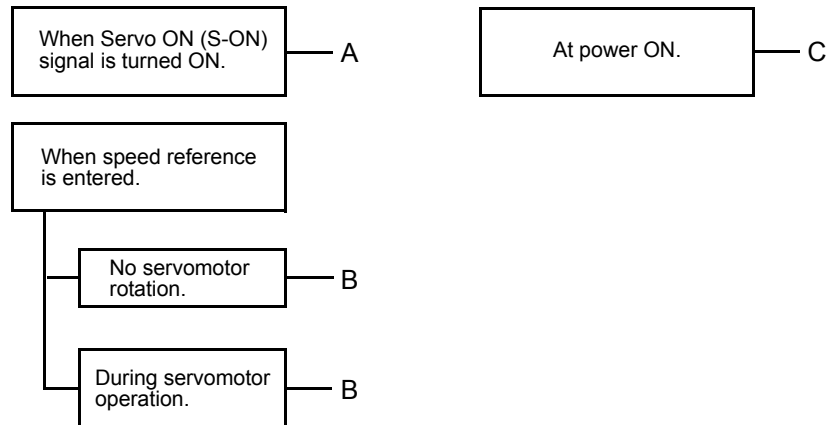 When Servo ON (S-ON)
signal is turned ON.
A
At power ON.
C
When speed reference
is entered.
No servomotor
rotation.
B
During servomotor
operation.
B